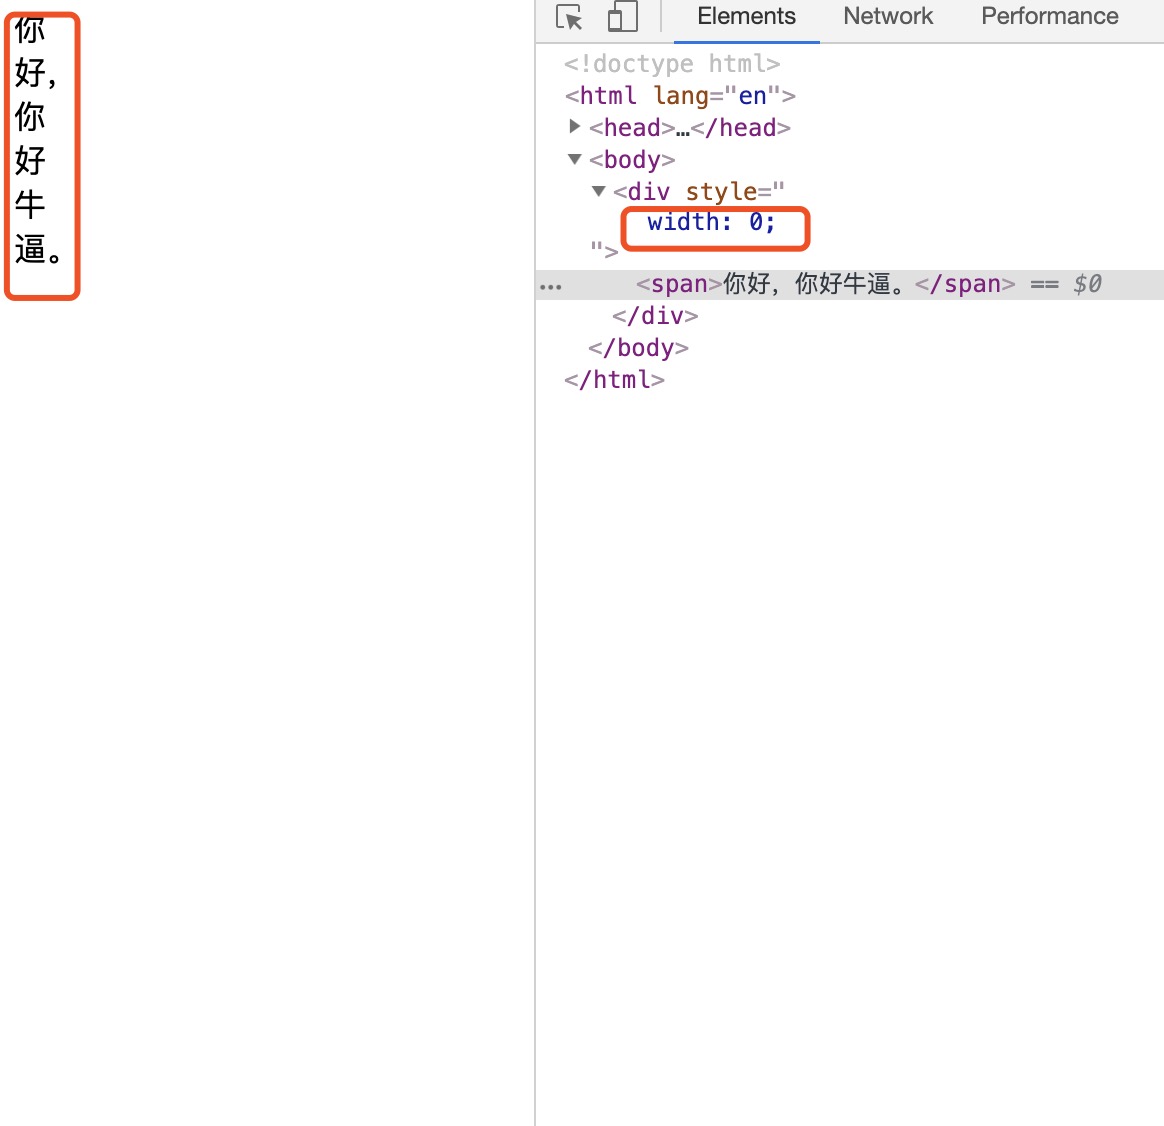 你
好，
你
好
牛
逼。
Elements Network Performance
<!doctype html>
<html lang="en">
<head>…</head>
<body>
<div style="
width: 0;
">
<span>你好，你好牛逼。</span> == $0
</div>
</body>
</html>